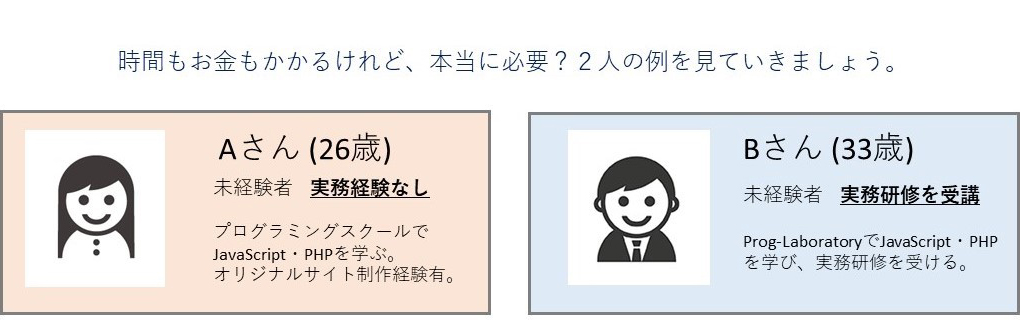 時間もお金もかかるけれど、本当に必要？２人の例を見ていきましょう。
Aさん (26歳)
未経験者　実務経験なし
プログラミングスクールで
JavaScript・PHPを学ぶ。
オリジナルサイト制作経験有。
Bさん (33歳)
未経験者　実務研修を受講
Prog-LaboratoryでJavaScript・PHP
を学び、実務研修を受ける。